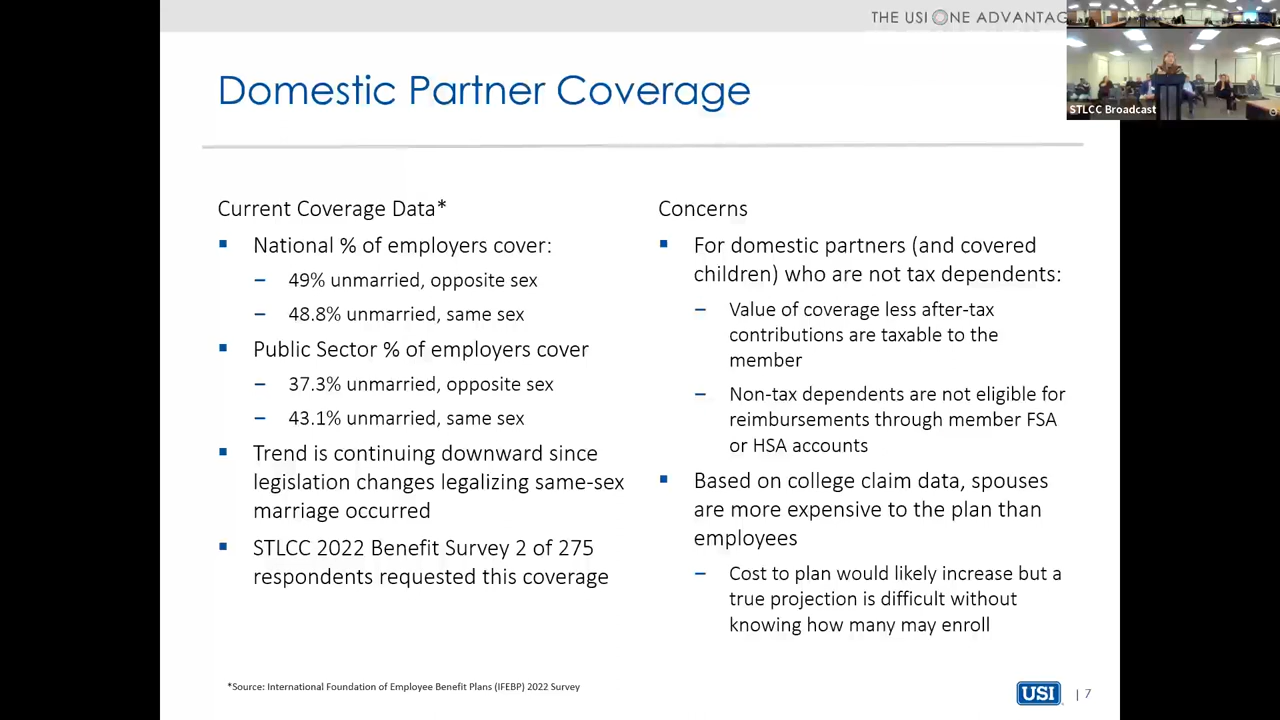 THE USI ONE ADVANTAG
STLCC Broadcast
Domestic Partner Coverage
Current Coverage Data*
▪ National % of employers cover:
– 49% unmarried, opposite sex
– 48.8% unmarried, same sex
▪ Public Sector % of employers cover
– 37.3% unmarried, opposite sex
– 43.1% unmarried, same sex
▪ Trend is continuing downward since
legislation changes legalizing same-sex
marriage occurred
▪ STLCC 2022 Benefit Survey 2 of 275
respondents requested this coverage
Concerns
▪ For domestic partners (and covered
children) who are not tax dependents:
– Value of coverage less after-tax
contributions are taxable to the
member
– Non-tax dependents are not eligible for
reimbursements through member FSA
or HSA accounts
▪ Based on college claim data, spouses
are more expensive to the plan than
employees
– Cost to plan would likely increase but a
true projection is difficult without
knowing how many may enroll
*Source: International Foundation of Employee Benefit Plans (IFEBP) 2022 Survey
USI
| 7